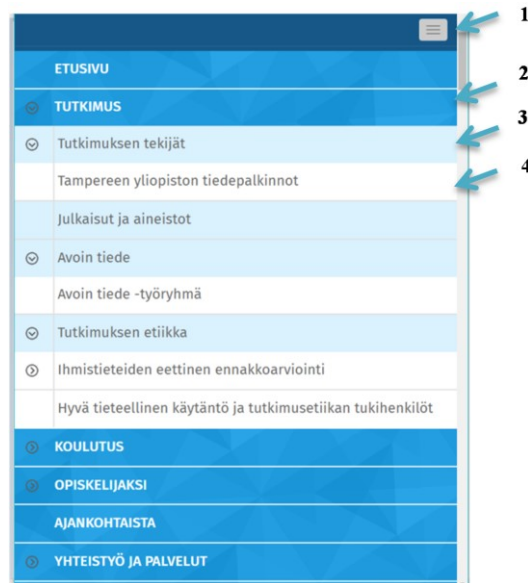 1
ETUSIVU
2
TUTKIMUS
3
Tutkimuksen tekijät
4
Tampereen yliopiston tiedepalkinnot
Julkaisut ja aineistot
Avoin tiede
Avoin tiede -työryhmä
Tutkimuksen etiikka
Ihmistieteiden eettinen ennakkoarviointi
Hyvä tieteellinen käytäntö ja tutkimusetiikan tukihenkilöt
KOULUTUS
OPISKELIJAKSI
AJANKOHTAISTA
YHTEISTYÖ JA PALVELUT